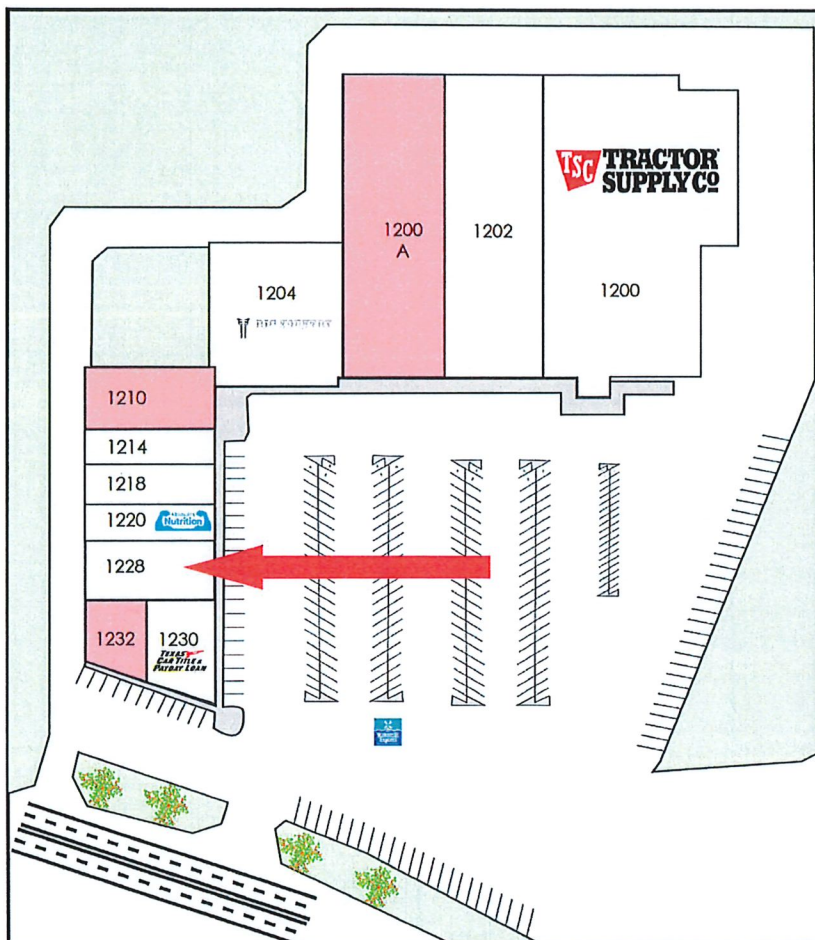 TSC TRACTOR
SUPPLY CO
1200
A
1202
1200
1204
1210
1214
1218
1220
Nutrition
1228
1232
1230
TEXAS
CAR TITLE &
PAYDAY LOAN